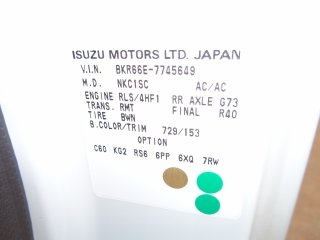 ISUZU MOTORS LTD. JAPAN
V.I.N. BKR66E-7745649
M.D. NKC1SC AC/AC
ENGINE RLS/4HF1 RR AXLE G73
TRANS. RMT FINAL R40
TIRE BWN
B.COLOR/TRIM 729/153
OPTION
C60 KG2 RS6 6PP 6XQ 7RW